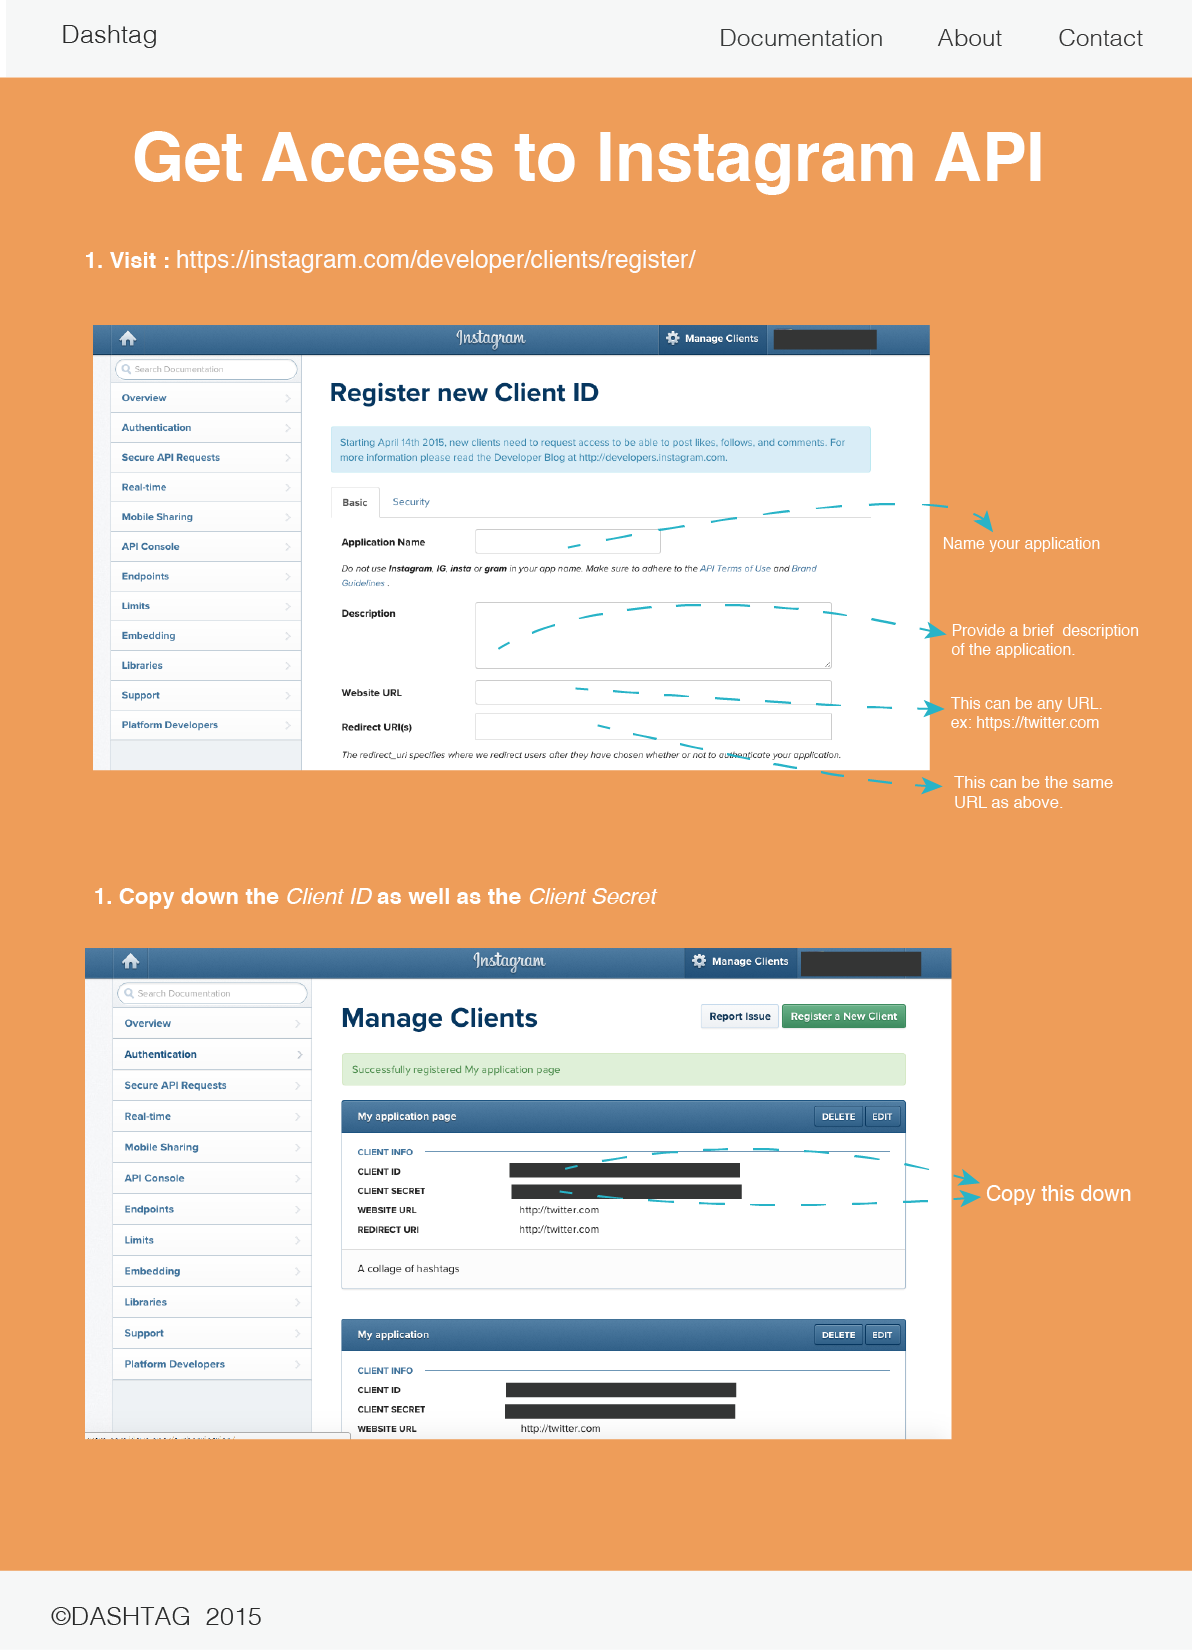 Dashtag
Documentation About Contact
Get Access to Instagram API
1. Visit : https://instagram.com/developer/clients/register/
Instagram
Manage Clients
Search Documentation
Overview
Authentication
Secure API Requests
Real-time
Mobile Sharing
API Console
Endpoints
Limits
Embedding
Libraries
Support
Platform Developers
Register new Client ID
Starting April 14th 2015, new clients need to request access to be able to post likes, follows, and comments. For
more information please read the Developer Blog at http://developers.instagram.com.
Basic Security
Application Name
Do not use Instagram, IG, insta or gram in your app name. Make sure to adhere to the API Terms of Use and Brand
Guidelines .
Description
Website URL
Redirect URI(s)
The redirect_uri specifies where we redirect users after they have chosen whether or not to authenticate your application.
Name your application
Provide a brief description
of the application.
This can be any URL.
ex: https://twitter.com
This can be the same
URL as above.
1. Copy down the Client ID as well as the Client Secret
Instagram
Manage Clients
Search Documentation
Overview
Authentication
Secure API Requests
Real-time
Mobile Sharing
API Console
Endpoints
Limits
Embedding
Libraries
Support
Platform Developers
Manage Clients
Report Issue
Register a New Client
Successfully registered My application page
My application page
DELETE EDIT
CLIENT INFO
CLIENT ID
CLIENT SECRET
WEBSITE URL http://twitter.com
REDIRECT URI http://twitter.com
A collage of hashtags
My application
DELETE EDIT
CLIENT INFO
CLIENT ID
CLIENT SECRET
WEBSITE URL http://twitter.com
Copy this down
©DASHTAG 2015